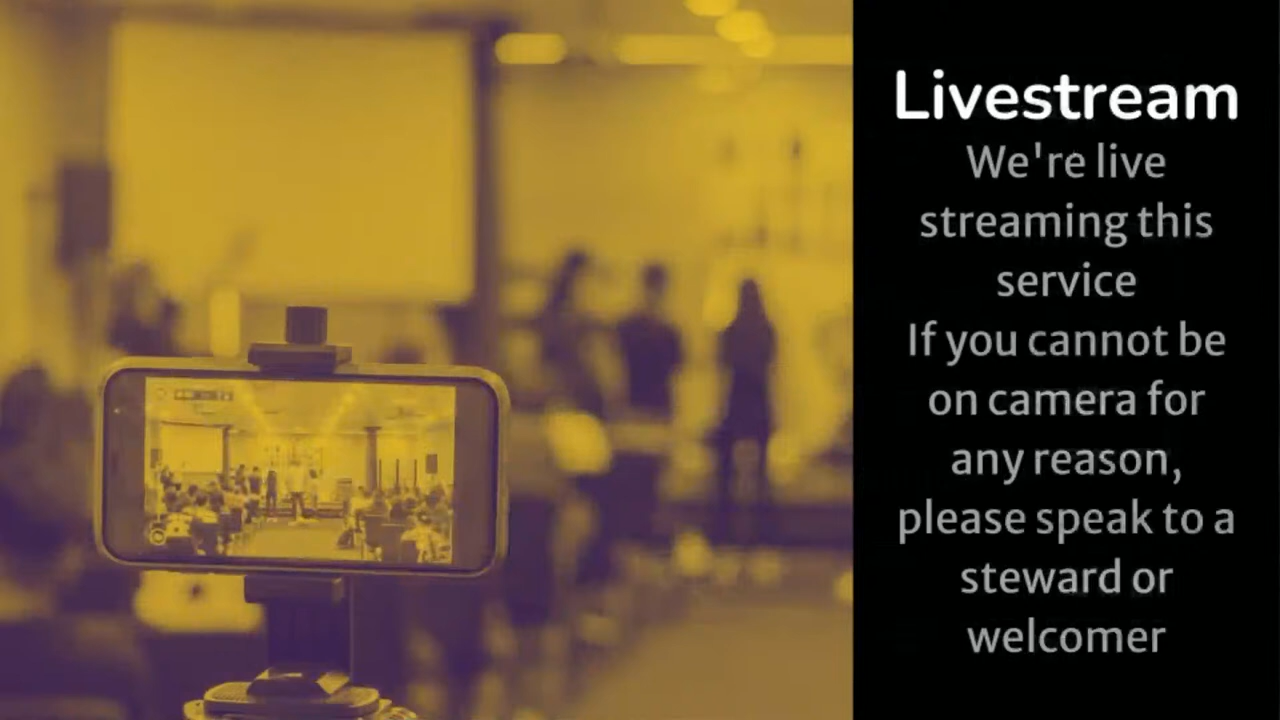 Livestream
We're live
streaming this
service
If you cannot be
on camera for
any reason,
please speak to a
steward or
welcomer